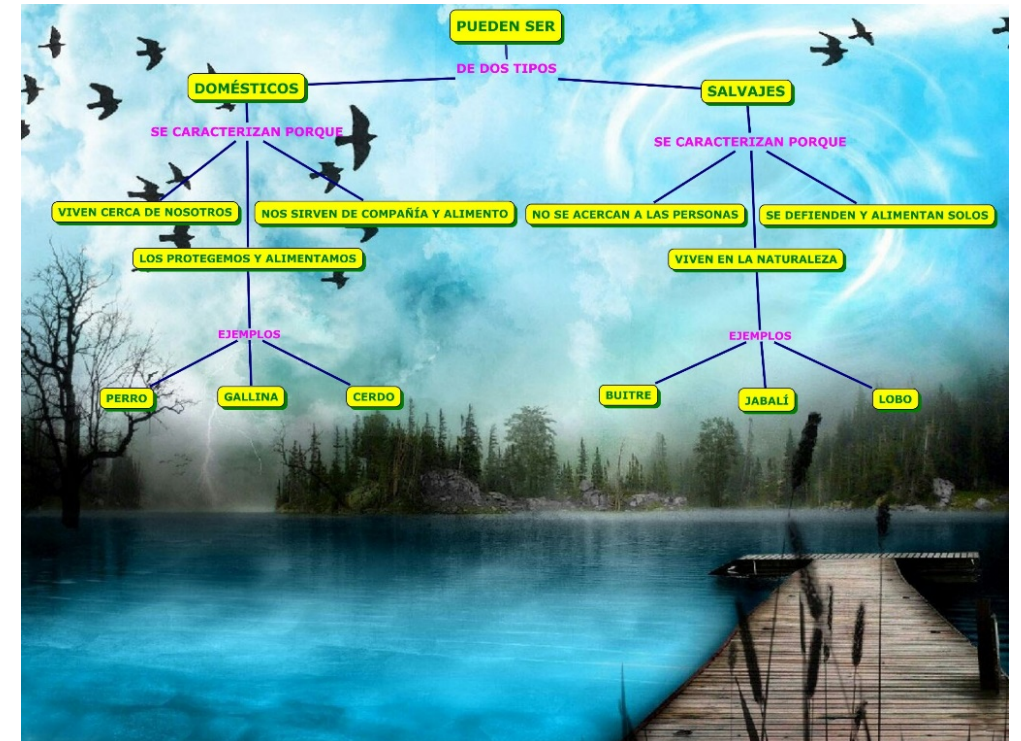 PUEDEN SER
DE DOS TIPOS
DOMÉSTICOS
SALVAJES
SE CARACTERIZAN PORQUE
SE CARACTERIZAN PORQUE
VIVEN CERCA DE NOSOTROS
NOS SIRVEN DE COMPAÑÍA Y ALIMENTO
NO SE ACERCAN A LAS PERSONAS
SE DEFIENDEN Y ALIMENTAN SOLOS
LOS PROTEGEMOS Y ALIMENTAMOS
VIVEN EN LA NATURALEZA
EJEMPLOS
EJEMPLOS
PERRO
GALLINA
CERDO
BUITRE
JABALÍ
LOBO